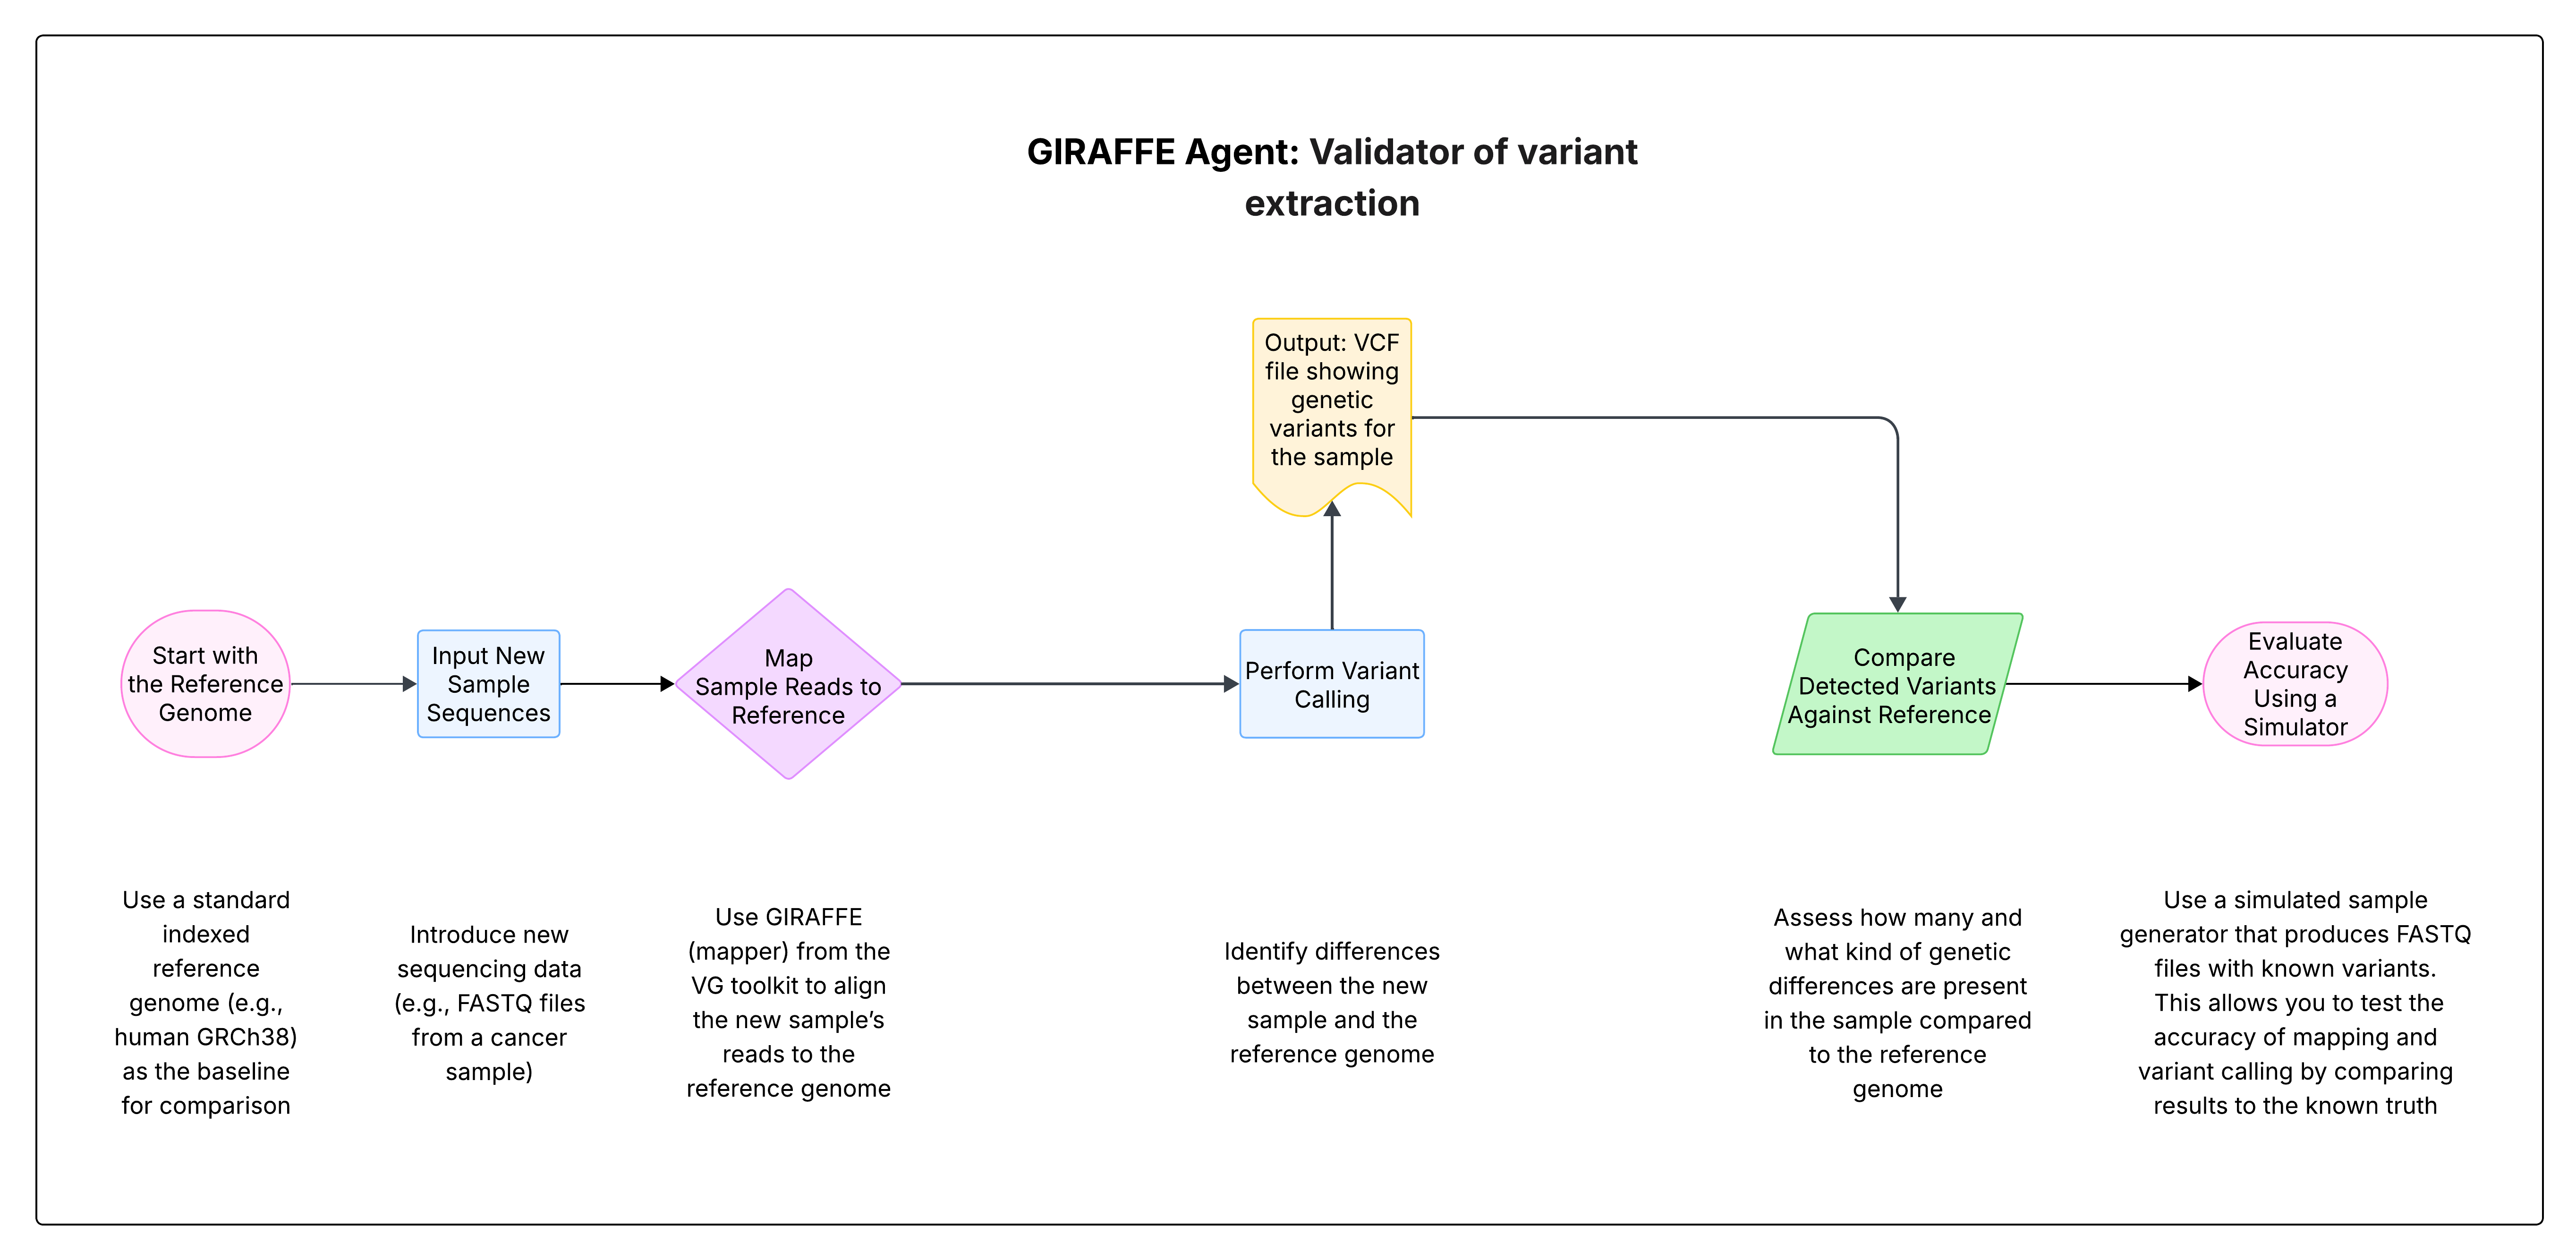 GIRAFFE Agent: Validator of variant
extraction
Output: VCF
file showing
genetic
variants for
the sample
Start with
the Reference
Genome
Input New
Sample
Sequences
Map
Sample Reads to
Reference
Perform Variant
Calling
Compare
Detected Variants
Against Reference
Evaluate
Accuracy
Using a
Simulator
Use a standard
indexed
reference
genome (e.g.,
human GRCh38)
as the baseline
for comparison
Introduce new
sequencing data
(e.g., FASTQ files
from a cancer
sample)
Use GIRAFFE
(mapper) from the
VG toolkit to align
the new sample’s
reads to the
reference genome
Identify differences
between the new
sample and the
reference genome
Assess how many and
what kind of genetic
differences are present
in the sample compared
to the reference
genome
Use a simulated sample
generator that produces FASTQ
files with known variants.
This allows you to test the
accuracy of mapping and
variant calling by comparing
results to the known truth